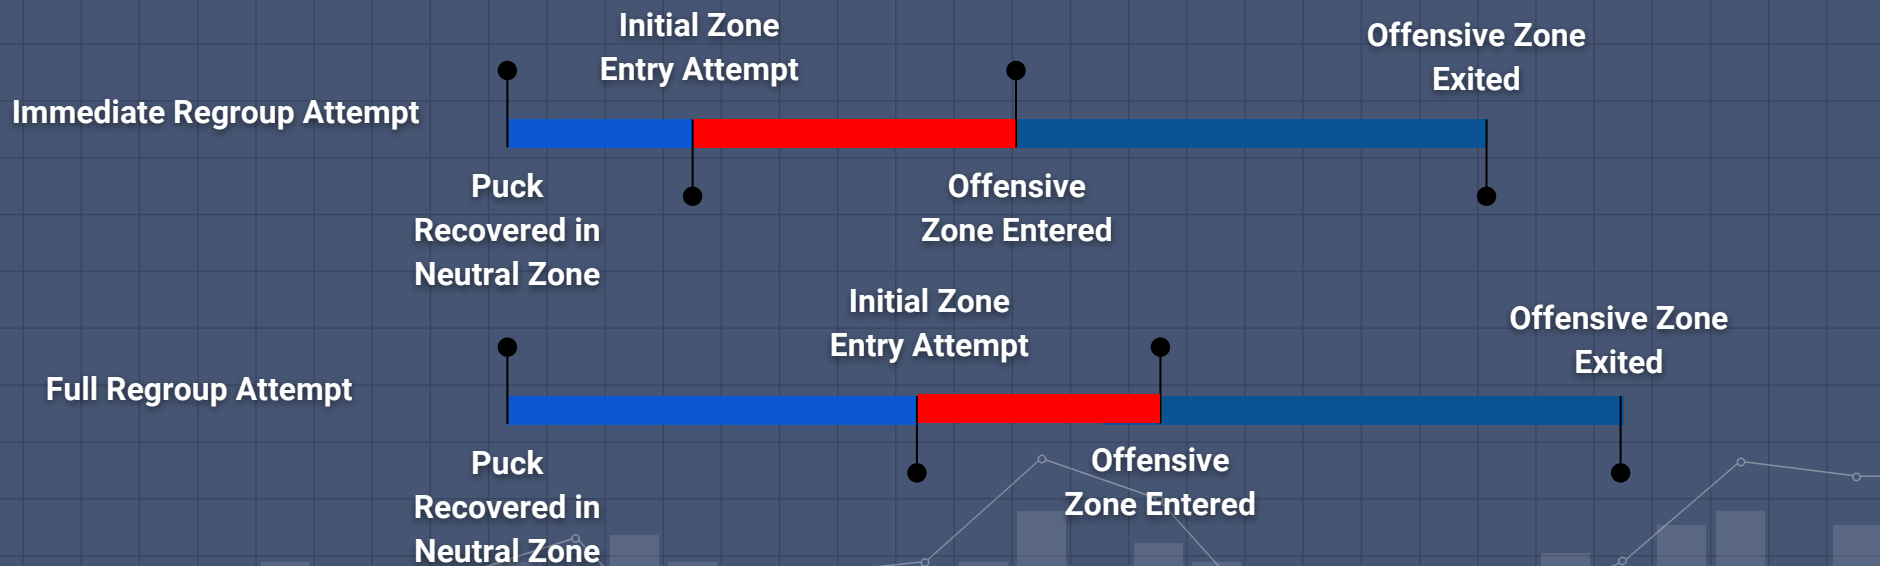 Initial Zone
Entry Attempt
Offensive Zone
Exited
Immediate Regroup Attempt
Puck
Recovered in
Neutral Zone
Offensive
Zone Entered
Initial Zone
Entry Attempt
Offensive Zone
Exited
Full Regroup Attempt
Puck
Recovered in
Neutral Zone
Offensive
Zone Entered